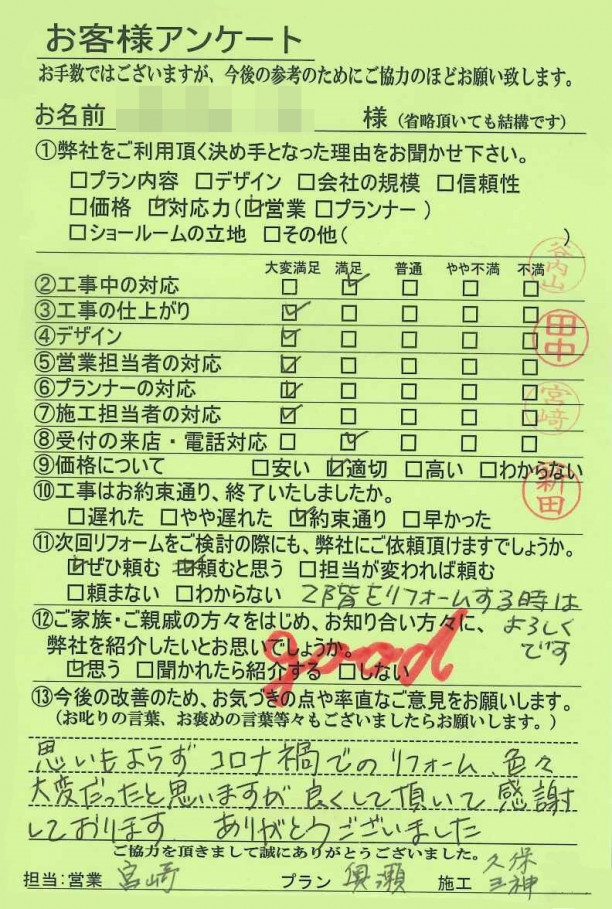 お客様アンケート
お手数ではございますが、今後の参考のためにご協力のほどお願い致します。
お名前 様（省略頂いても結構です）
①弊社をご利用頂く決め手となった理由をお聞かせ下さい。
□プラン内容 □デザイン □会社の規模 □信頼性
□価格 ☑対応力(☑営業 □プランナー )
□ショールームの立地 □その他( )
大変満足 満足 普通 やや不満 不満
②工事中の対応 □ ☑ □ □ □
③工事の仕上がり ☑ □ □ □ □
④デザイン ☑ □ □ □ □
⑤営業担当者の対応 ☑ □ □ □ □
⑥プランナーの対応 ☑ □ □ □ □
⑦施工担当者の対応 ☑ □ □ □ □
⑧受付の来店・電話対応 □ ☑ □ □ □
谷内山
田中
宮崎
新田
⑨価格について □安い ☑適切 □高い □わからない
⑩工事はお約束通り、終了いたしましたか。
□遅れた □やや遅れた ☑約束通り □早かった
⑪次回リフォームをご検討の際にも、弊社にご依頼頂けますでしょうか。
☑ぜひ頼む ☑頼むと思う □担当が変われば頼む
□頼まない □わからない 2階をリフォームする時は
よろしく
です
⑫ご家族・ご親戚の方々をはじめ、お知り合い方々に、
弊社を紹介したいとお思いでしょうか。
☑思う □聞かれたら紹介する □しない
good
⑬今後の改善のため、お気づきの点や率直なご意見をお願いします。
（お叱りの言葉、お褒めの言葉等々もございましたらお願いします。）
思いもよらず コロナ禍でのリフォーム、色々
大変だったと思いますが 良くして頂いて 感謝
しております ありがとうございました
ご協力を頂きまして誠にありがとうございました。
担当：営業 宮崎 プラン 奥瀬 施工 久保
三神